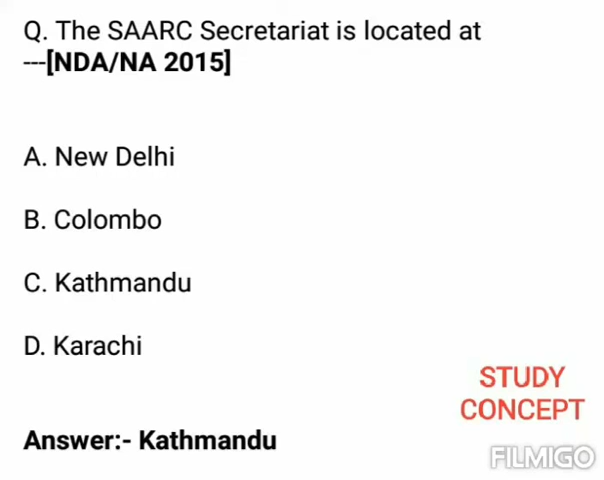 Q. The SAARC Secretariat is located at
---[NDA/NA 2015]
A. New Delhi
B. Colombo
C. Kathmandu
D. Karachi
STUDY
CONCEPT
Answer:- Kathmandu
FILMIGO